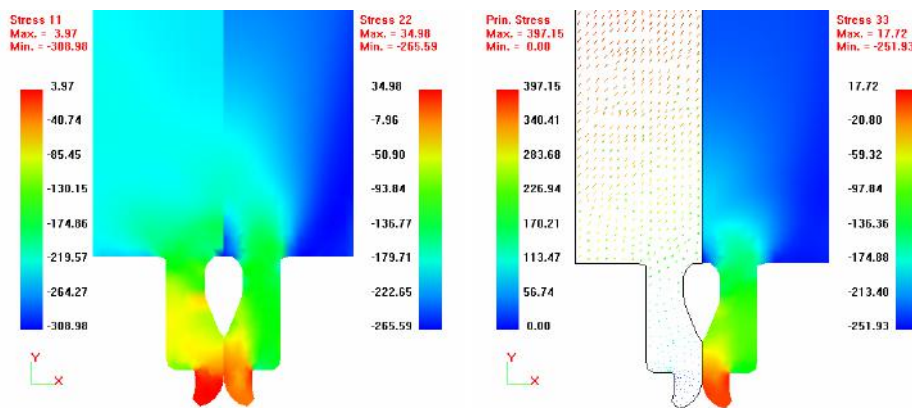 Stress 11
Max. = 3.97
Min. = -308.98
3.97
-40.74
-85.45
-130.15
-174.86
-219.57
-264.27
-308.98
Y
X
Stress 22
Max. = 34.98
Min. = -265.59
34.98
-7.96
-50.90
-93.84
-136.77
-179.71
-222.65
-265.59
Prin. Stress
Max. = 397.15
Min. = 0.00
397.15
340.41
283.68
226.94
170.21
113.47
56.74
0.00
Y
X
Stress 33
Max. = 17.72
Min. = -251.93
17.72
-20.80
-59.32
-97.84
-136.36
-174.88
-213.40
-251.93